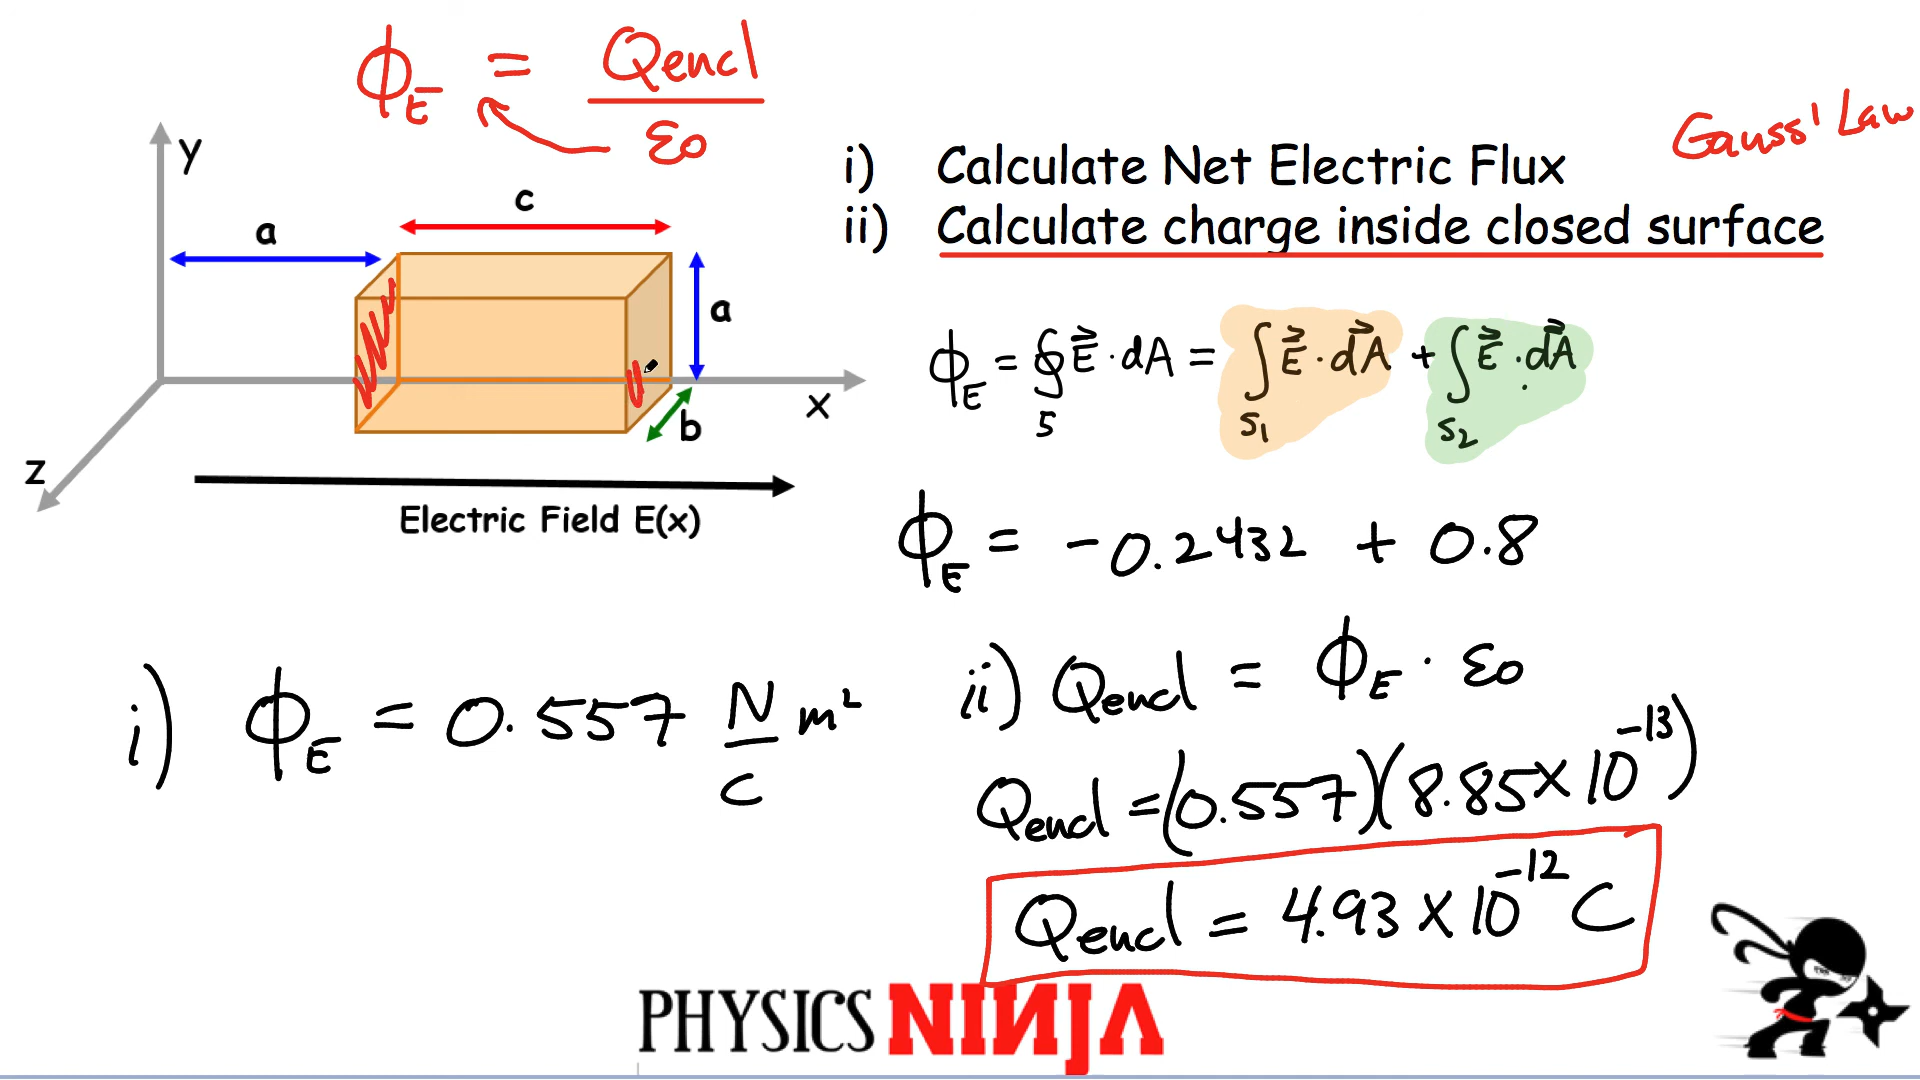 ϕE = Qencl / εo
Gauss' Law
i) Calculate Net Electric Flux
ii) Calculate charge inside closed surface
y
c
a
a
b
x
z
Electric Field E(x)
ϕE = ∮S E⃗ · dA = ∫S1 E⃗ · dA⃗ + ∫S2 E⃗ · dA⃗
ϕE = -0.2432 + 0.8
i) ϕE = 0.557 N/C m²
ii) Qencl = ϕE · εo
Qencl = (0.557)(8.85 x 10⁻¹³)
Qencl = 4.93 x 10⁻¹² C
PHYSICS NINJA